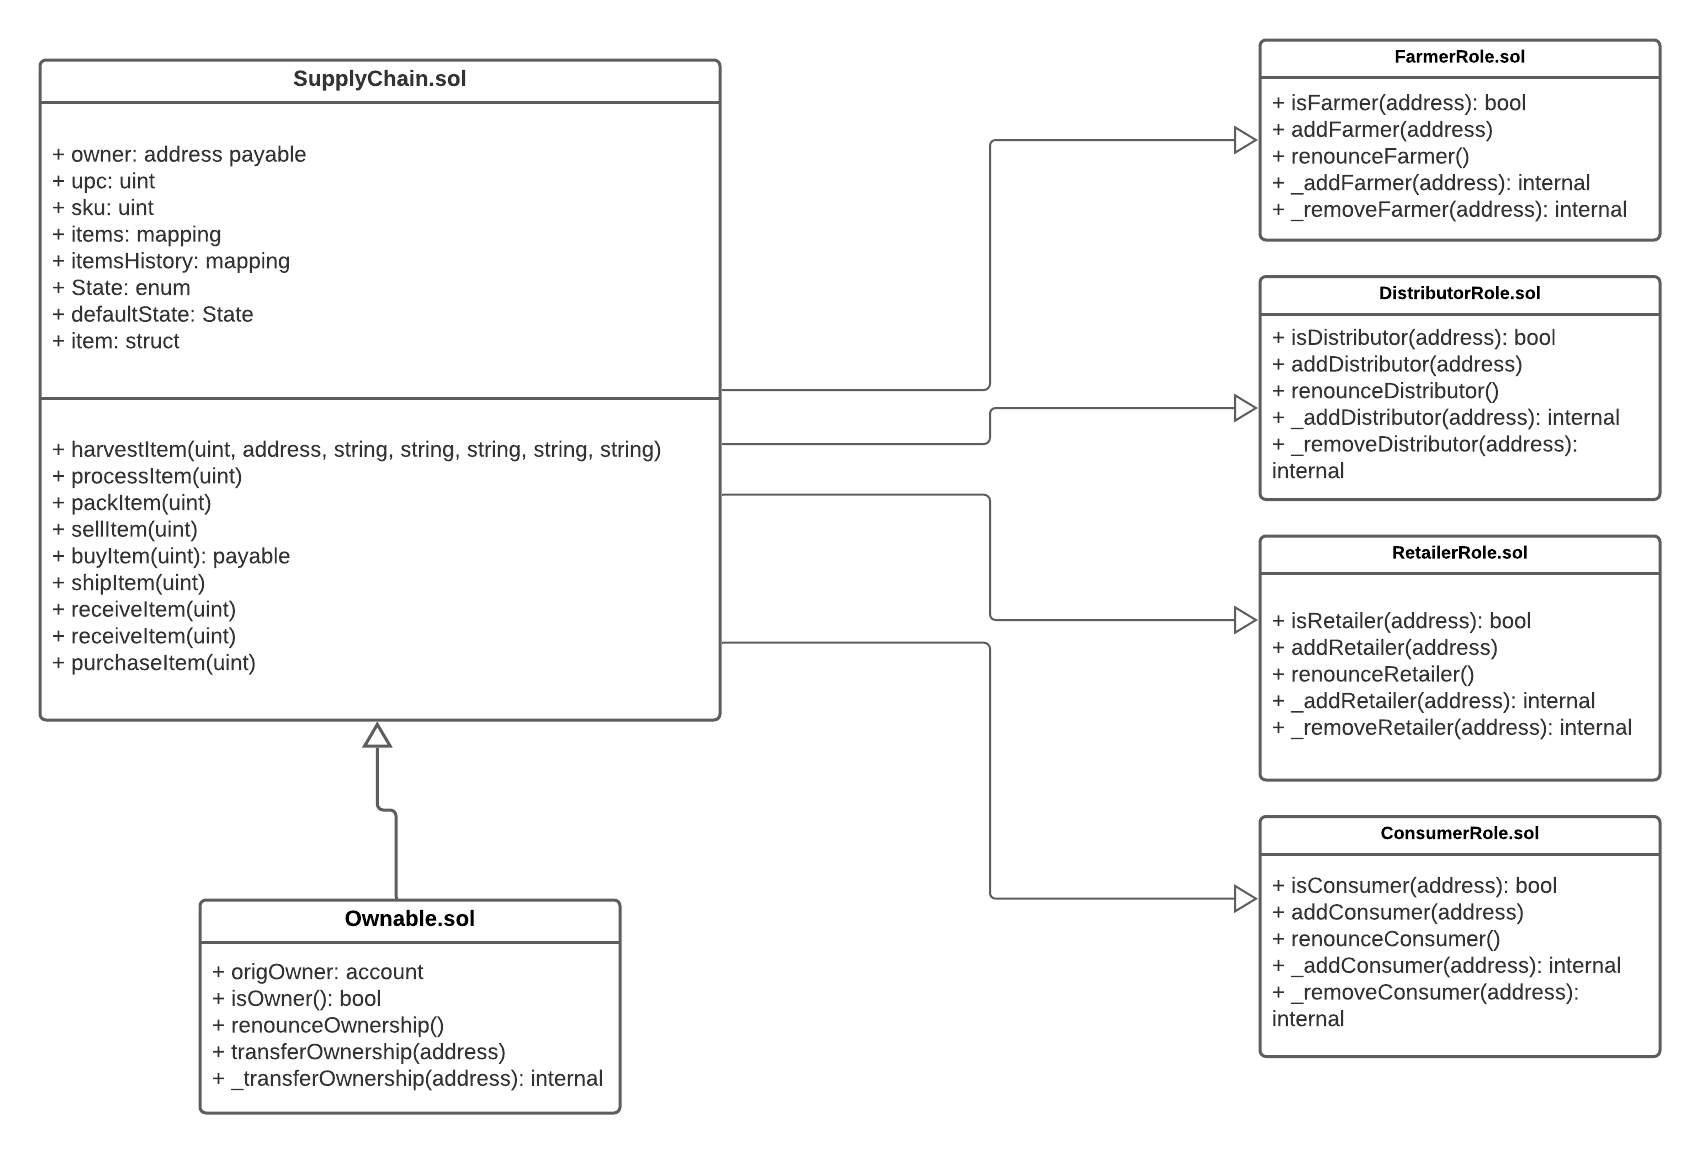 SupplyChain.sol
+ owner: address payable
+ upc: uint
+ sku: uint
+ items: mapping
+ itemsHistory: mapping
+ State: enum
+ defaultState: State
+ item: struct
+ harvestItem(uint, address, string, string, string, string, string)
+ processItem(uint)
+ packItem(uint)
+ sellItem(uint)
+ buyItem(uint): payable
+ shipItem(uint)
+ receiveItem(uint)
+ receiveItem(uint)
+ purchaseItem(uint)
Ownable.sol
+ origOwner: account
+ isOwner(): bool
+ renounceOwnership()
+ transferOwnership(address)
+ _transferOwnership(address): internal
FarmerRole.sol
+ isFarmer(address): bool
+ addFarmer(address)
+ renounceFarmer()
+ _addFarmer(address): internal
+ _removeFarmer(address): internal
DistributorRole.sol
+ isDistributor(address): bool
+ addDistributor(address)
+ renounceDistributor()
+ _addDistributor(address): internal
+ _removeDistributor(address):
internal
RetailerRole.sol
+ isRetailer(address): bool
+ addRetailer(address)
+ renounceRetailer()
+ _addRetailer(address): internal
+ _removeRetailer(address): internal
ConsumerRole.sol
+ isConsumer(address): bool
+ addConsumer(address)
+ renounceConsumer()
+ _addConsumer(address): internal
+ _removeConsumer(address):
internal